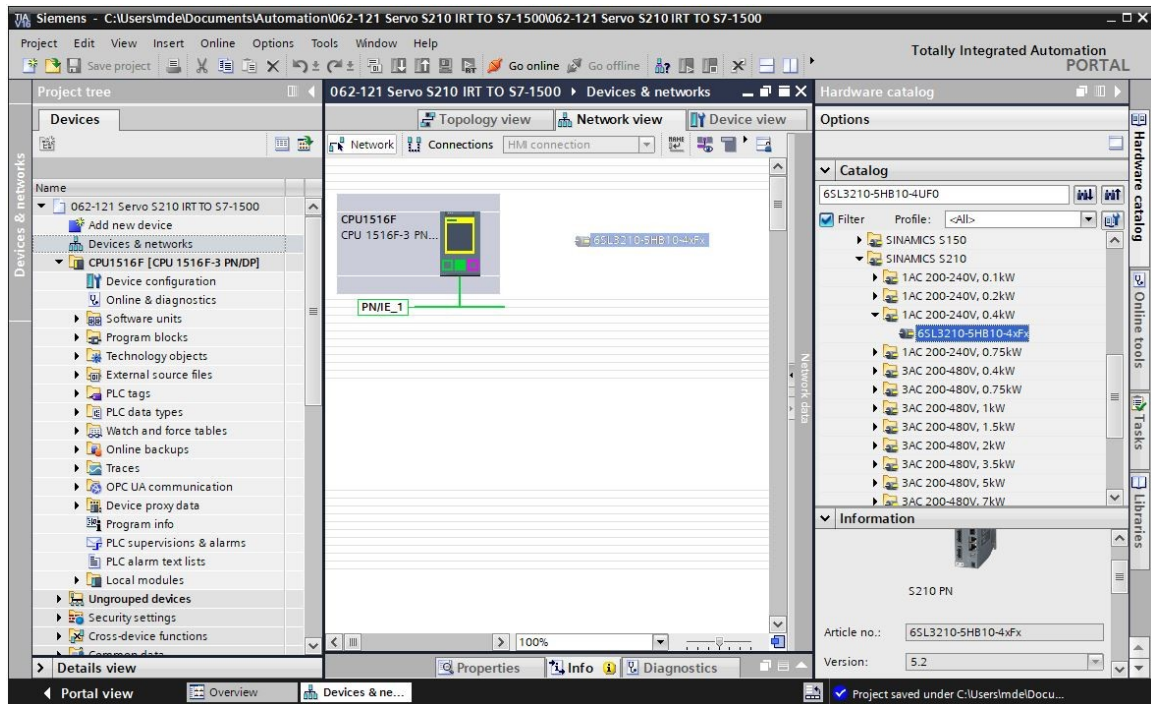 Siemens - C:\Users\mde\Documents\Automation\062-121 Servo S210 IRT TO S7-1500\062-121 Servo S210 IRT TO S7-1500
Project Edit View Insert Online Options Tools Window Help
Totally Integrated Automation
PORTAL
Save project
Go online
Go offline
Project tree
Devices
Name
062-121 Servo S210 IRT TO S7-1500
Add new device
Devices & networks
CPU1516F [CPU 1516F-3 PN/DP]
Device configuration
Online & diagnostics
Software units
Program blocks
Technology objects
External source files
PLC tags
PLC data types
Watch and force tables
Online backups
Traces
OPC UA communication
Device proxy data
Program info
PLC supervisions & alarms
PLC alarm text lists
Local modules
Ungrouped devices
Security settings
Cross-device functions
Common data
Details view
Devices & networks
062-121 Servo S210 IRT TO S7-1500 Devices & networks
Topology view
Network view
Device view
Network
Connections
HMI connection
CPU1516F
CPU 1516F-3 PN...
6SL3210-5HB10-4xFx
PN/IE_1
100%
Network data
Properties
Info
Diagnostics
Hardware catalog
Options
Catalog
6SL3210-5HB10-4UF0
Filter
Profile:
<All>
SINAMICS S150
SINAMICS S210
1AC 200-240V, 0.1kW
1AC 200-240V, 0.2kW
1AC 200-240V, 0.4kW
6SL3210-5HB10-4xFx
1AC 200-240V, 0.75kW
3AC 200-480V, 0.4kW
3AC 200-480V, 0.75kW
3AC 200-480V, 1kW
3AC 200-480V, 1.5kW
3AC 200-480V, 2kW
3AC 200-480V, 3.5kW
3AC 200-480V, 5kW
3AC 200-480V, 7kW
Information
S210 PN
Article no.:
6SL3210-5HB10-4xFx
Version:
5.2
Hardware catalog
Online tools
Tasks
Libraries
Portal view
Overview
Devices & ne...
Project saved under C:\Users\mde\Docu...